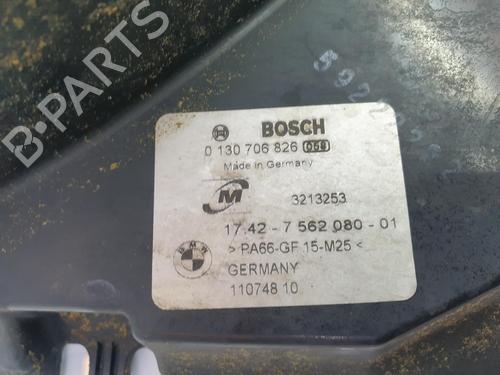 B-PARTS
BOSCH
0 130 706 826 058
Made in Germany
M
3213253
17.42 - 7 562 080 - 01
BMW
> PA66-GF 15-M25 <
GERMANY
110748 10